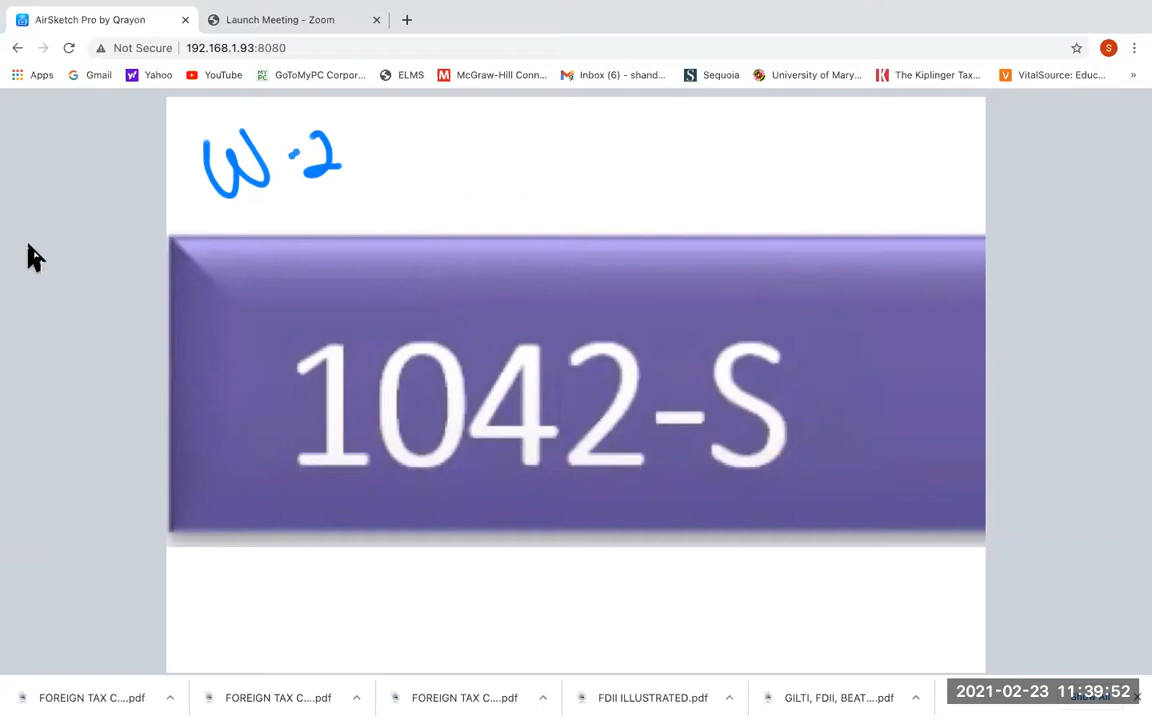 AirSketch Pro by Qrayon
Launch Meeting - Zoom
Not Secure | 192.168.1.93:8080
S
Apps
Gmail
Yahoo
YouTube
MY PC GoToMyPC Corpor...
ELMS
McGraw-Hill Conn...
Inbox (6) - shand...
Sequoia
University of Mary...
The Kiplinger Tax...
VitalSource: Educ...
»
W-2
1042-S
FOREIGN TAX C....pdf
FOREIGN TAX C....pdf
FOREIGN TAX C....pdf
FDII ILLUSTRATED.pdf
GILTI, FDII, BEAT....pdf
2021-02-23 11:39:52